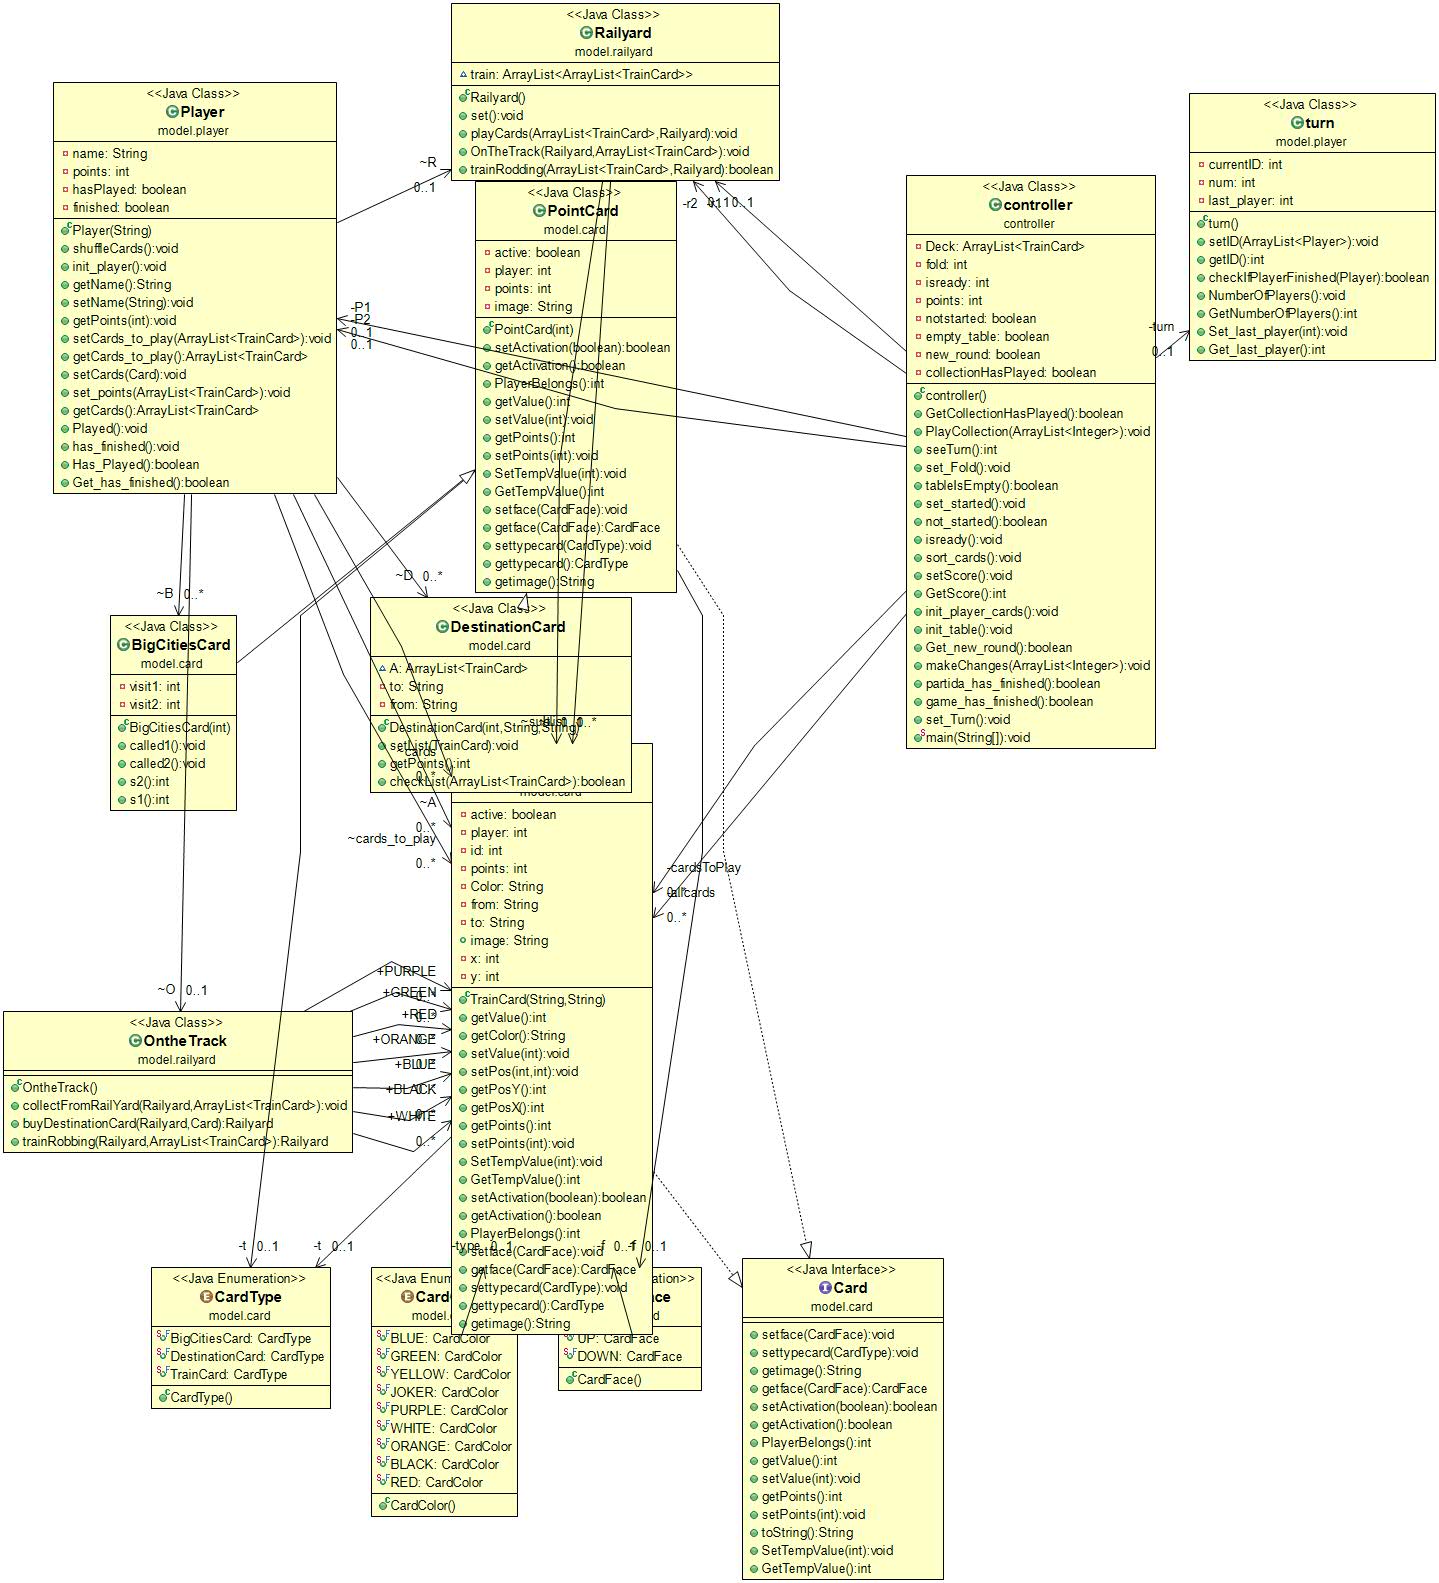 <<Java Class>>
Railyard
model.railyard
train: ArrayList<ArrayList<TrainCard>>
Railyard()
set():void
playCards(ArrayList<TrainCard>,Railyard):void
OnTheTrack(Railyard,ArrayList<TrainCard>):void
trainRodding(ArrayList<TrainCard>,Railyard):boolean
<<Java Class>>
Player
model.player
name: String
points: int
hasPlayed: boolean
finished: boolean
Player(String)
shuffleCards():void
init_player():void
getName():String
setName(String):void
getPoints(int):void
setCards_to_play(ArrayList<TrainCard>):void
getCards_to_play():ArrayList<TrainCard>
setCards(Card):void
set_points(ArrayList<TrainCard>):void
getCards():ArrayList<TrainCard>
Played():void
has_finished():void
Has_Played():boolean
Get_has_finished():boolean
~R
0..1
<<Java Class>>
turn
model.player
currentID: int
num: int
last_player: int
turn()
setID(ArrayList<Player>):void
getID():int
checkIfPlayerFinished(Player):boolean
NumberOfPlayers():void
GetNumberOfPlayers():int
Set_last_player(int):void
Get_last_player():int
<<Java Class>>
PointCard
model.card
active: boolean
player: int
points: int
image: String
PointCard(int)
setActivation(boolean):boolean
getActivation():boolean
PlayerBelongs():int
getValue():int
setValue(int):void
getPoints():int
setPoints(int):void
SetTempValue(int):void
GetTempValue():int
setface(CardFace):void
getface(CardFace):CardFace
settypecard(CardType):void
gettypecard():CardType
getimage():String
-r2
0..1
<<Java Class>>
controller
controller
Deck: ArrayList<TrainCard>
fold: int
isready: int
points: int
notstarted: boolean
empty_table: boolean
new_round: boolean
collectionHasPlayed: boolean
controller()
GetCollectionHasPlayed():boolean
PlayCollection(ArrayList<Integer>):void
seeTurn():int
set_Fold():void
tableIsEmpty():boolean
set_started():void
not_started():boolean
isready():void
sort_cards():void
setScore():void
GetScore():int
init_player_cards():void
init_table():void
Get_new_round():boolean
makeChanges(ArrayList<Integer>):void
partida_has_finished():boolean
game_has_finished():boolean
set_Turn():void
main(String[]):void
-turn
0..1
-P1
-P2
0..1
0..1
~B 0..*
~D 0..*
<<Java Class>>
BigCitiesCard
model.card
visit1: int
visit2: int
BigCitiesCard(int)
called1():void
called2():void
s2():int
s1():int
<<Java Class>>
DestinationCard
model.card
A: ArrayList<TrainCard>
to: String
from: String
DestinationCard(int,String,String)
setList(TrainCard):void
getPoints():int
checkList(ArrayList<TrainCard>):boolean
~cards
0..*
~A
0..*
~cards_to_play
0..*
model.card
active: boolean
player: int
id: int
points: int
Color: String
from: String
to: String
image: String
x: int
y: int
TrainCard(String,String)
getValue():int
getColor():String
setValue(int):void
setPos(int,int):void
getPosY():int
getPosX():int
getPoints():int
setPoints(int):void
SetTempValue(int):void
GetTempValue():int
setActivation(boolean):boolean
getActivation():boolean
PlayerBelongs():int
setface(CardFace):void
getface(CardFace):CardFace
settypecard(CardType):void
gettypecard():CardType
getimage():String
-cardsToPlay
0..*
-allcards
0..*
~O 0..1
+PURPLE
+GREEN
+RED
+ORANGE
+BLUE
+BLACK
+WHITE
0..*
<<Java Class>>
OntheTrack
model.railyard
OntheTrack()
collectFromRailYard(Railyard,ArrayList<TrainCard>):void
buyDestinationCard(Railyard,Card):Railyard
trainRobbing(Railyard,ArrayList<TrainCard>):Railyard
-t 0..1
-t 0..1
-type 0..1
-f 0..1
<<Java Enumeration>>
CardType
model.card
BigCitiesCard: CardType
DestinationCard: CardType
TrainCard: CardType
CardType()
BLUE: CardColor
GREEN: CardColor
YELLOW: CardColor
JOKER: CardColor
PURPLE: CardColor
WHITE: CardColor
ORANGE: CardColor
BLACK: CardColor
RED: CardColor
CardColor()
UP: CardFace
DOWN: CardFace
CardFace()
<<Java Interface>>
Card
model.card
setface(CardFace):void
settypecard(CardType):void
getimage():String
getface(CardFace):CardFace
setActivation(boolean):boolean
getActivation():boolean
PlayerBelongs():int
getValue():int
setValue(int):void
getPoints():int
setPoints(int):void
toString():String
SetTempValue(int):void
GetTempValue():int